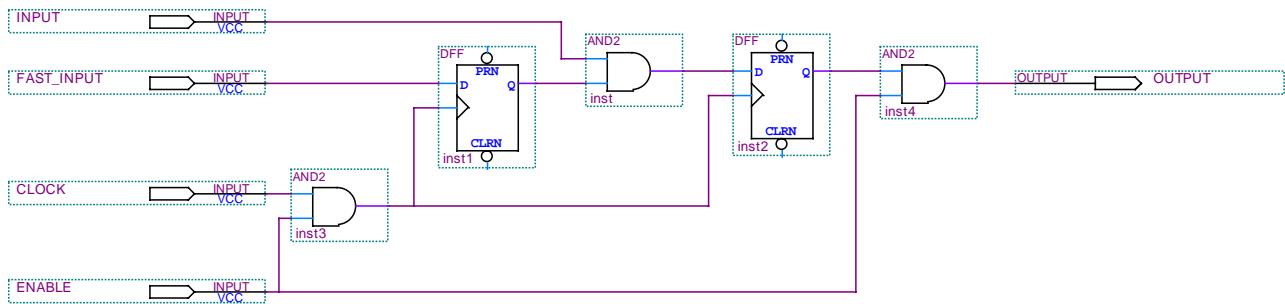 INPUT INPUT VCC
FAST_INPUT INPUT VCC
DFF
PRN
D Q
CLRN
inst1
AND2
inst
DFF
PRN
D Q
CLRN
inst2
AND2
inst4
OUTPUT OUTPUT
CLOCK INPUT VCC
AND2
inst3
ENABLE INPUT VCC